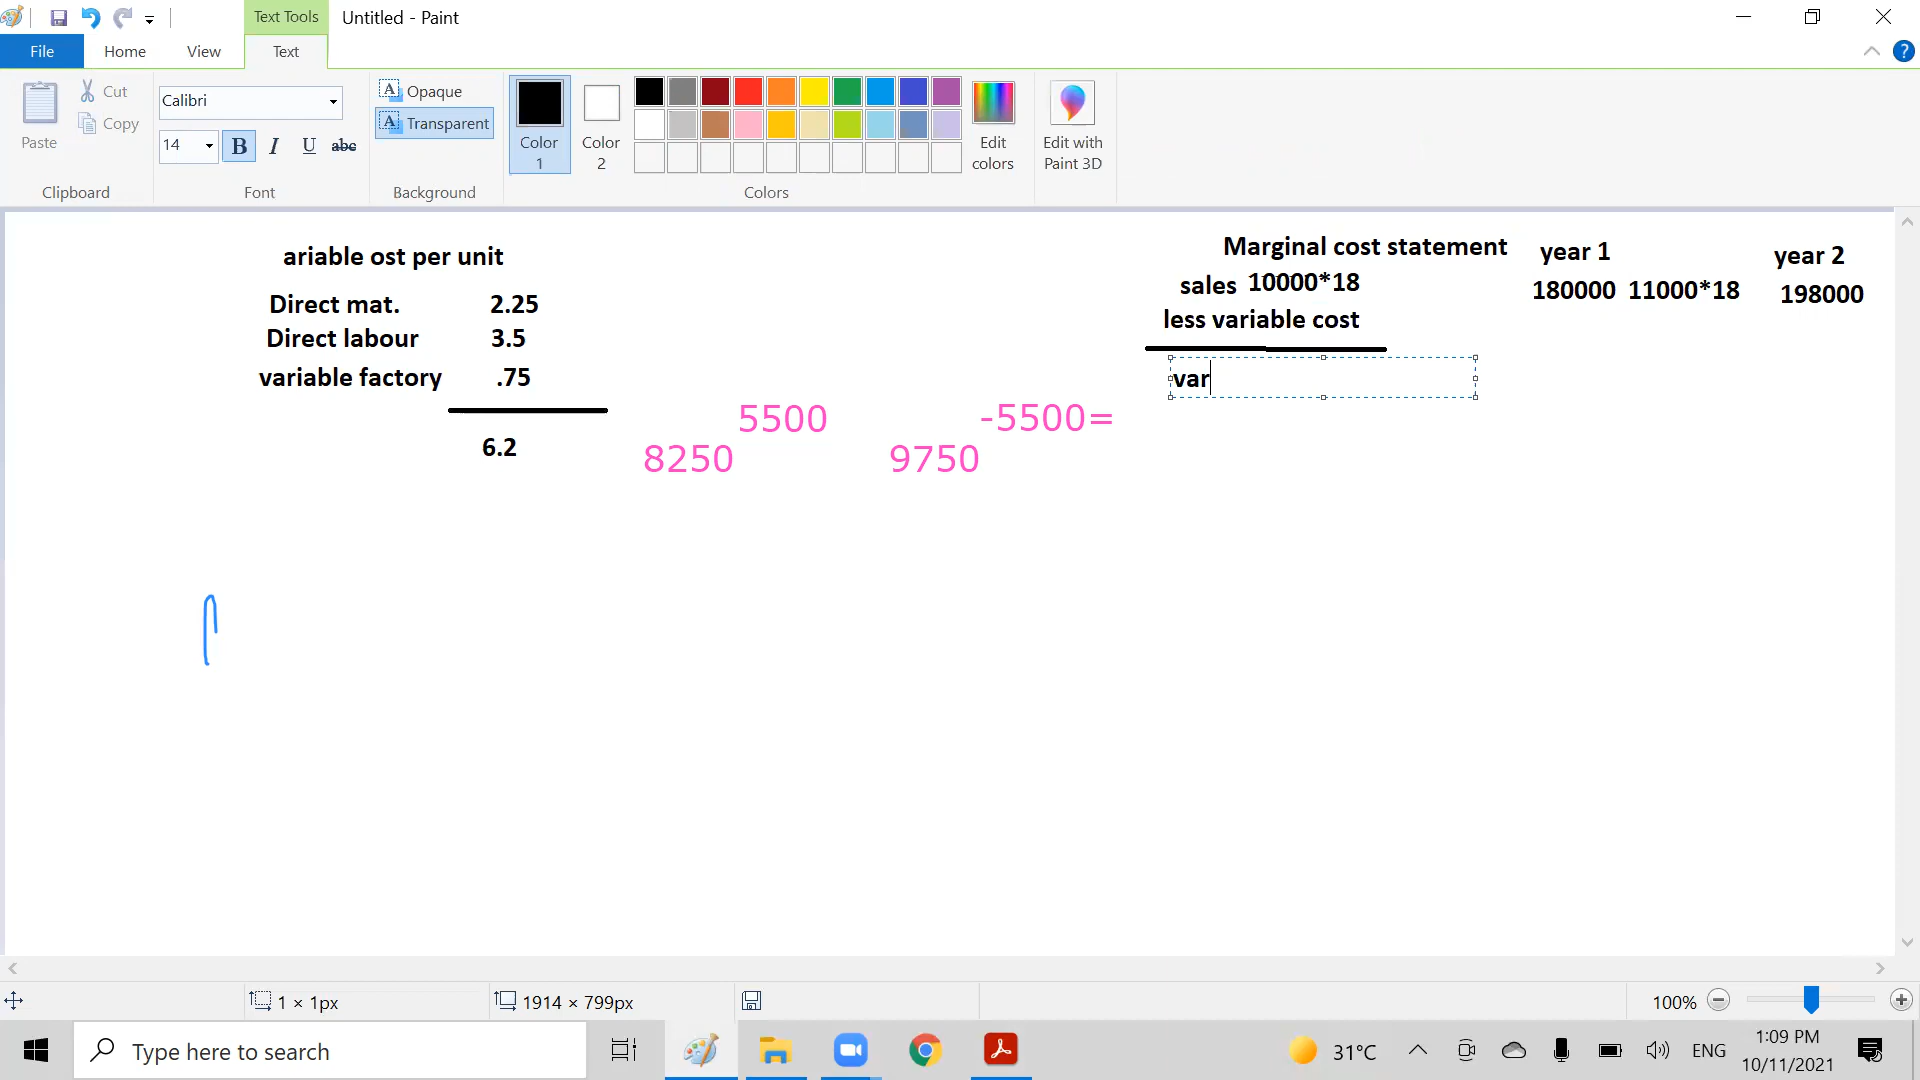 Text Tools
Untitled - Paint
File
Home
View
Text
Paste
Cut
Copy
Clipboard
Calibri
14
B I U abc
Font
Opaque
Transparent
Background
Color 1
Color 2
Edit colors
Colors
Edit with Paint 3D
ariable ost per unit
Direct mat. 2.25
Direct labour 3.5
variable factory .75
6.2
5500
8250
-5500=
9750
Marginal cost statement year 1 year 2
sales 10000*18 180000 11000*18 198000
less variable cost
var
1 × 1px
1914 × 799px
100%
Type here to search
31°C
ENG
1:09 PM
10/11/2021